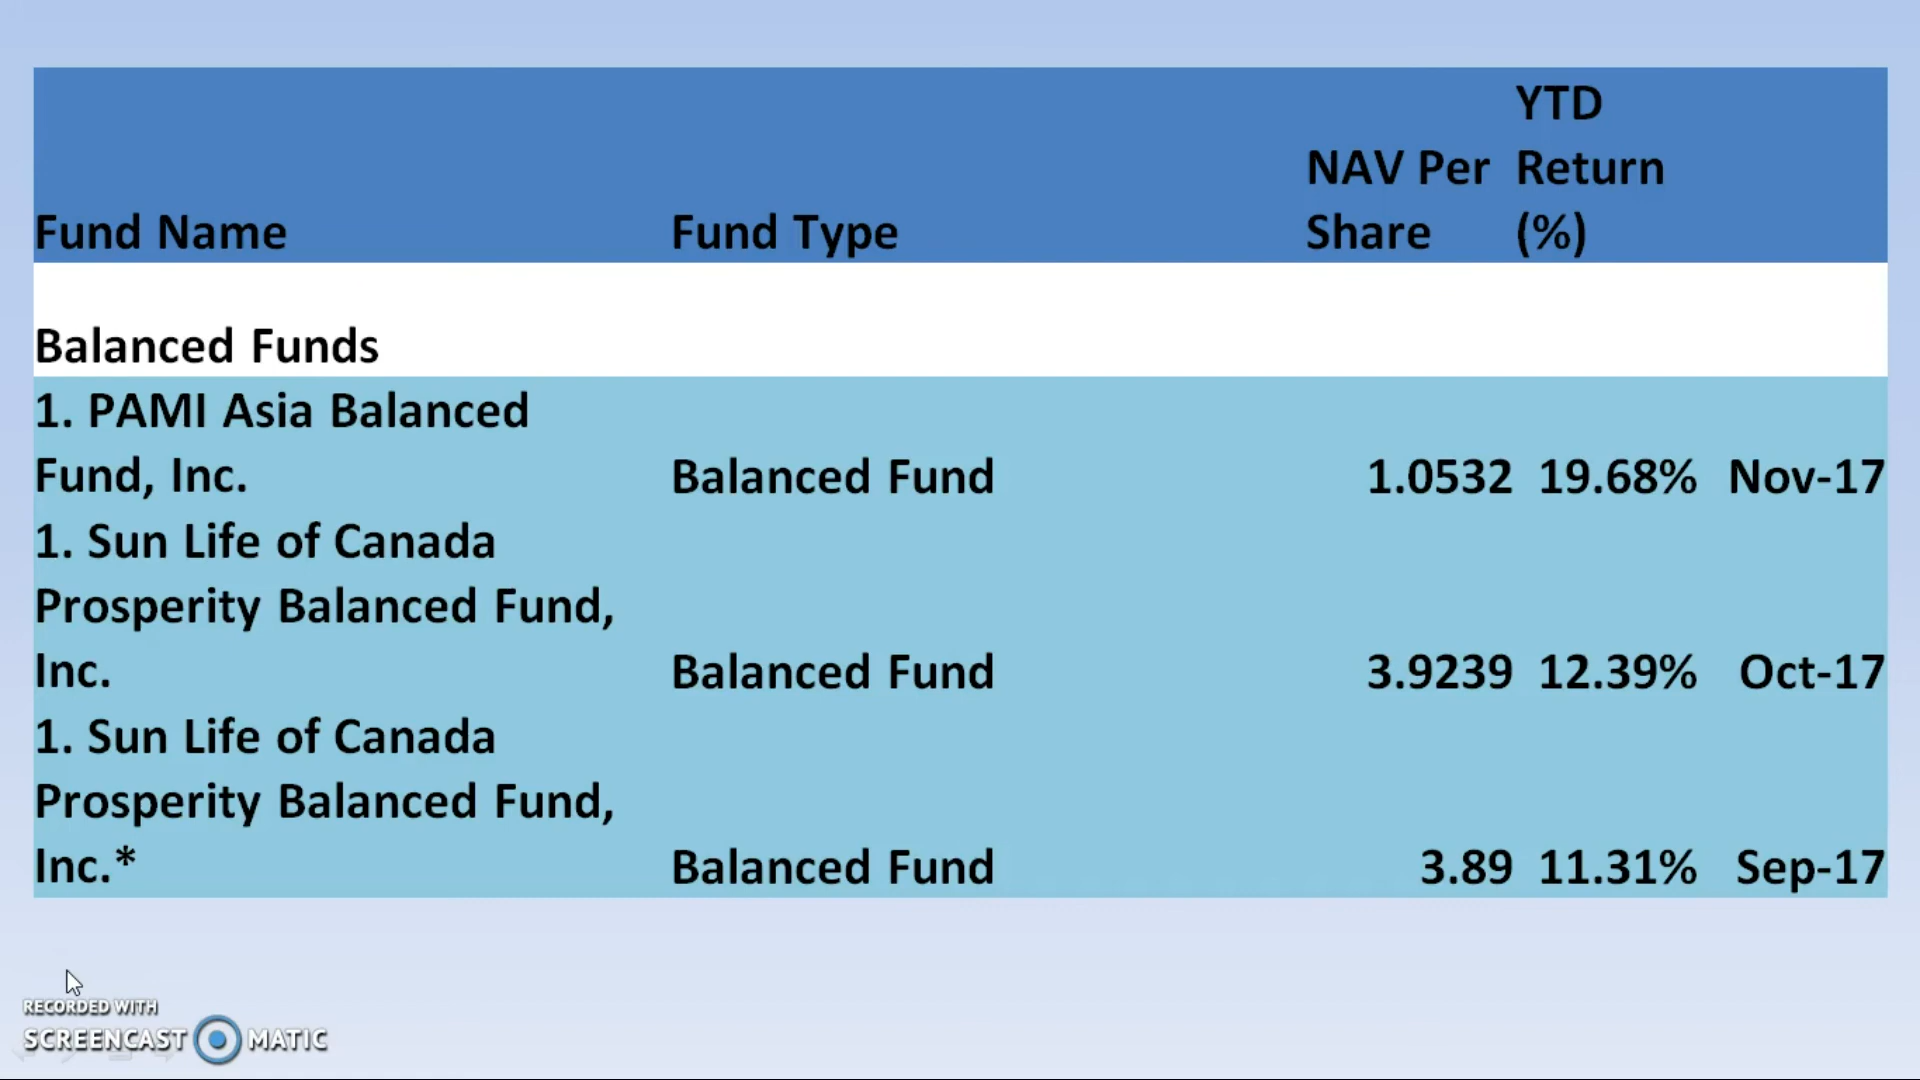 Fund Name Fund Type NAV Per Share YTD Return (%)
Balanced Funds
1. PAMI Asia Balanced
Fund, Inc. Balanced Fund 1.0532 19.68% Nov-17
1. Sun Life of Canada
Prosperity Balanced Fund,
Inc. Balanced Fund 3.9239 12.39% Oct-17
1. Sun Life of Canada
Prosperity Balanced Fund,
Inc.* Balanced Fund 3.89 11.31% Sep-17
RECORDED WITH
SCREENCAST MATIC